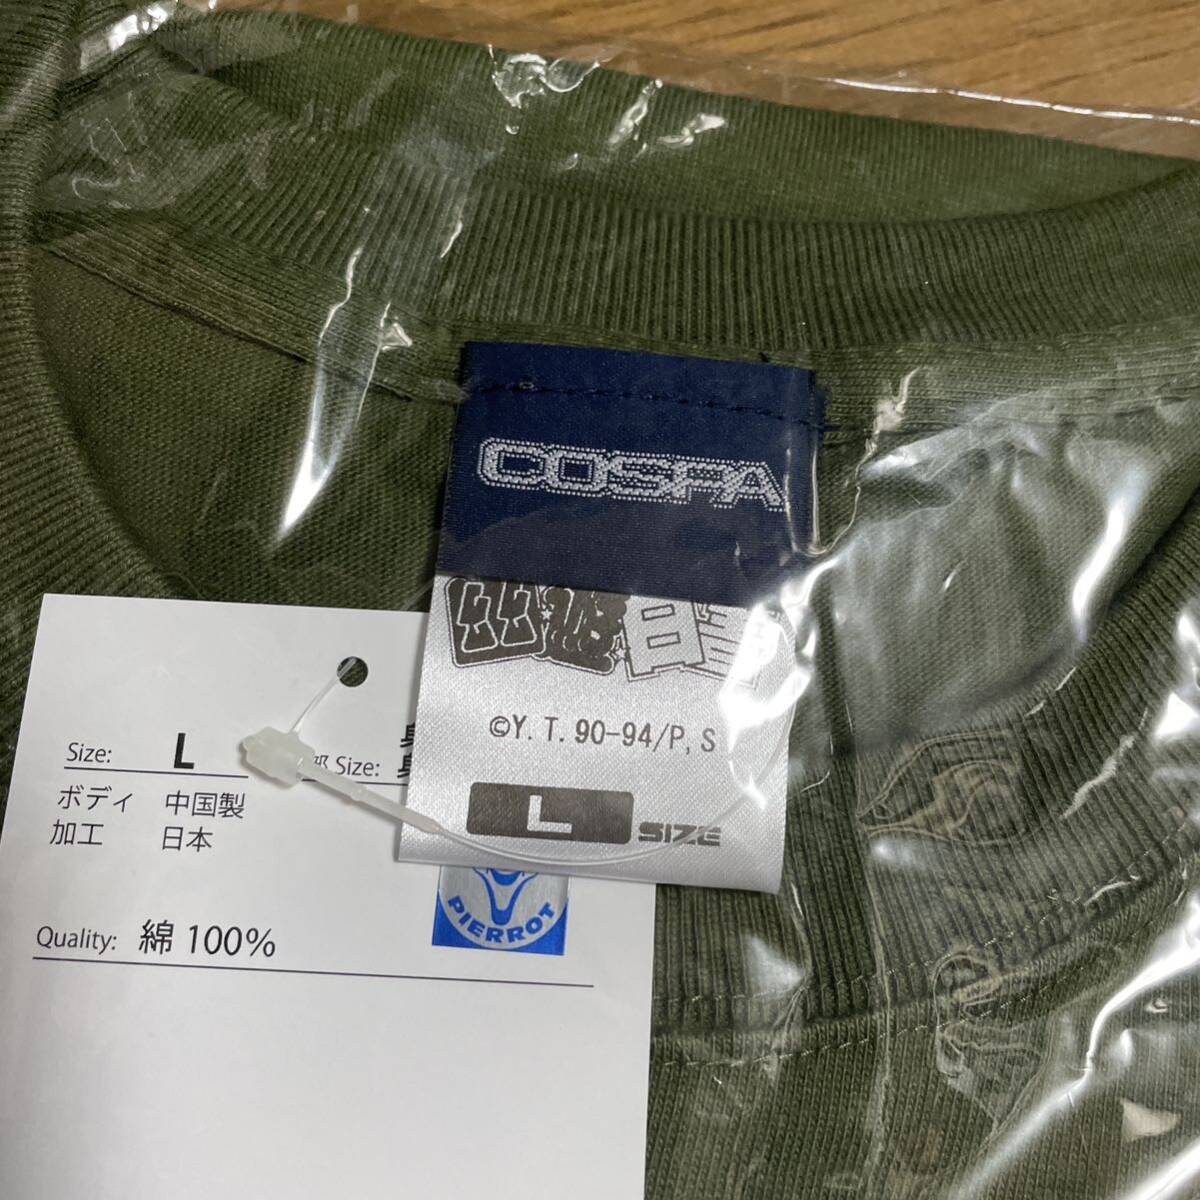 COSPA
幽遊白書
©Y. T. 90-94/P, S
L SIZE
PIERROT
Size: L
Size:
ボディ 中国製
加工 日本
Quality: 綿 100%